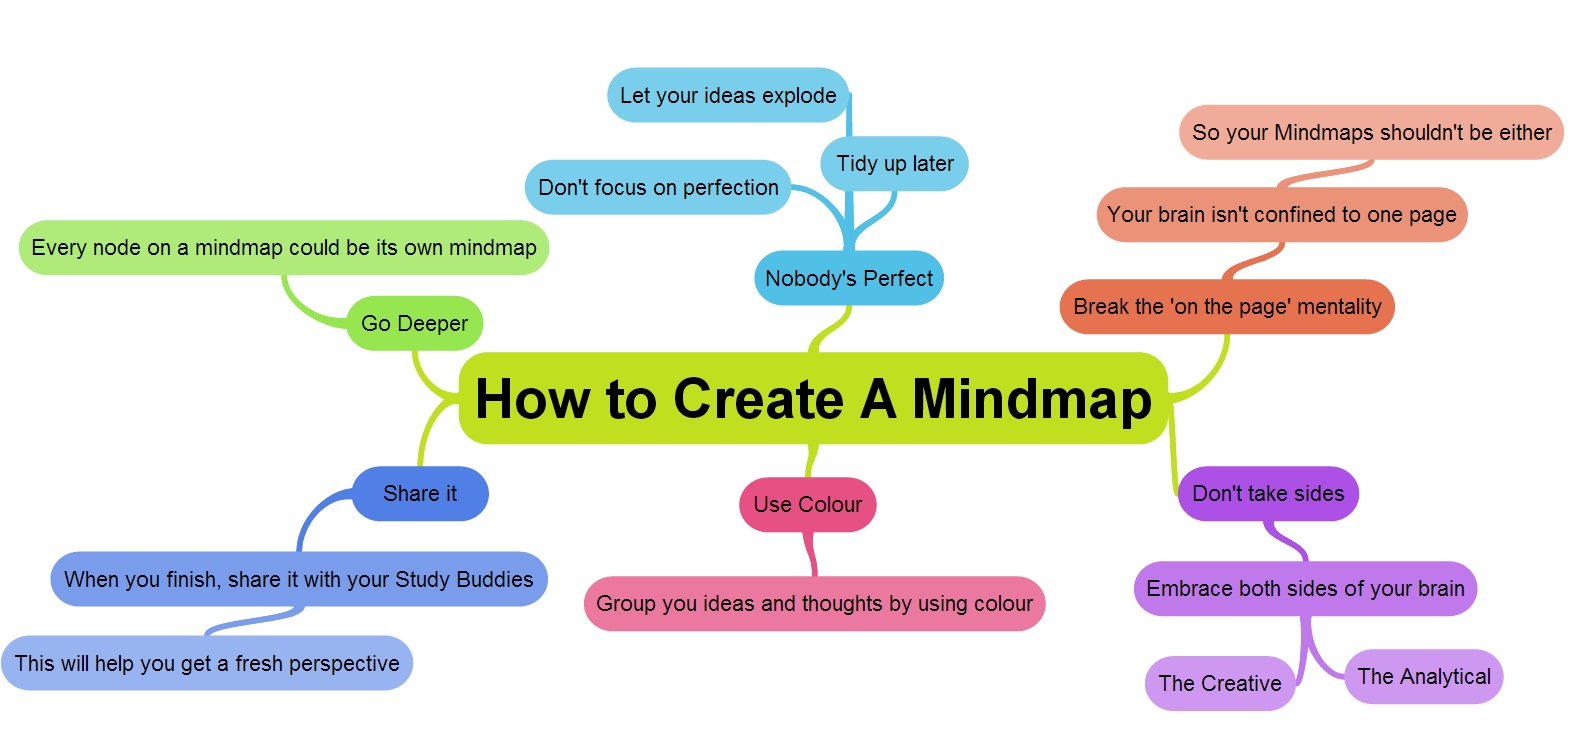 Let your ideas explode
Tidy up later
Don't focus on perfection
Nobody's Perfect
So your Mindmaps shouldn't be either
Your brain isn't confined to one page
Break the 'on the page' mentality
Every node on a mindmap could be its own mindmap
Go Deeper
How to Create A Mindmap
Share it
When you finish, share it with your Study Buddies
This will help you get a fresh perspective
Use Colour
Group you ideas and thoughts by using colour
Don't take sides
Embrace both sides of your brain
The Creative
The Analytical